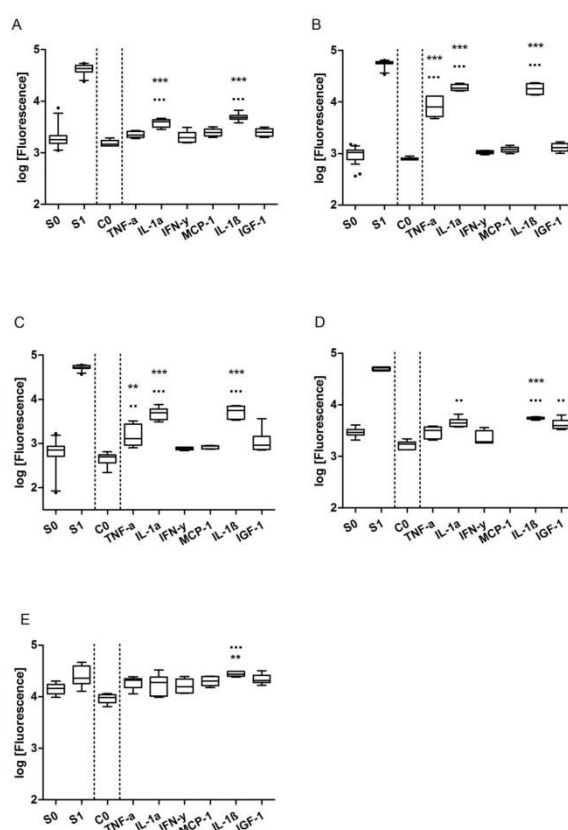 A
B
log [Fluorescence]
5
4
3
2
*** ***
••• •••
S0 S1 C0 TNF-a IL-1a IFN-y MCP-1 IL-1ß IGF-1
log [Fluorescence]
5
4
3
2
*** *** ***
••• ••• •••
S0 S1 C0 TNF-a IL-1a IFN-y MCP-1 IL-1ß IGF-1
C
D
log [Fluorescence]
5
4
3
2
** *** ***
•• ••• •••
S0 S1 C0 TNF-a IL-1a IFN-y MCP-1 IL-1ß IGF-1
log [Fluorescence]
5
4
3
2
***
•• ••• ••
S0 S1 C0 TNF-a IL-1a IFN-y MCP-1 IL-1ß IGF-1
E
log [Fluorescence]
5
4
3
2
•••
**
S0 S1 C0 TNF-a IL-1a IFN-y MCP-1 IL-1ß IGF-1